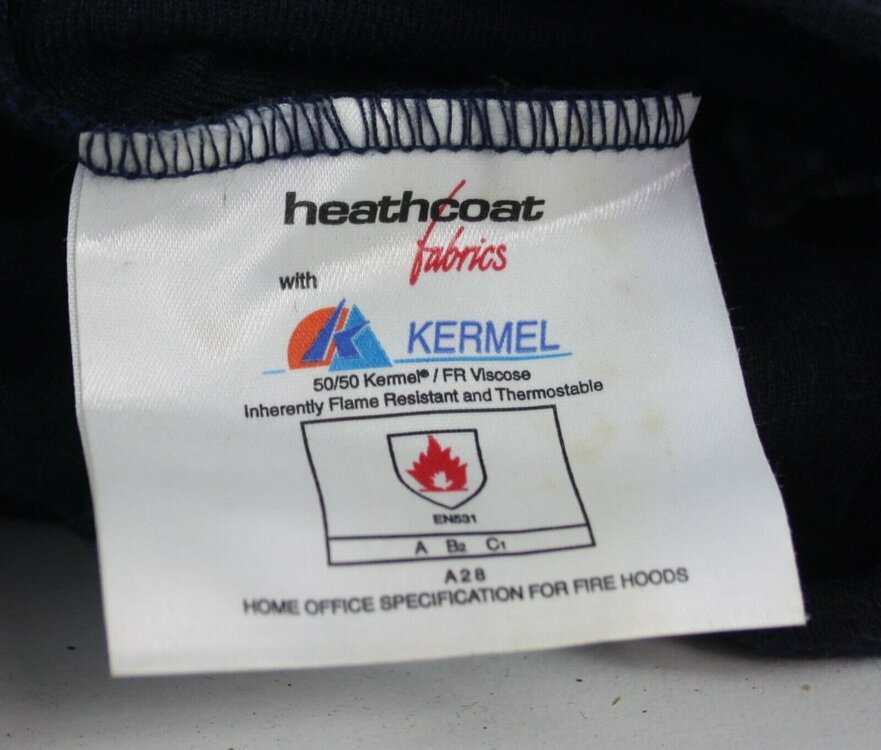 heathcoat
fabrics
with
KERMEL
50/50 Kermel® / FR Viscose
Inherently Flame Resistant and Thermostable
EN531
A B2 C1
A28
HOME OFFICE SPECIFICATION FOR FIRE HOODS